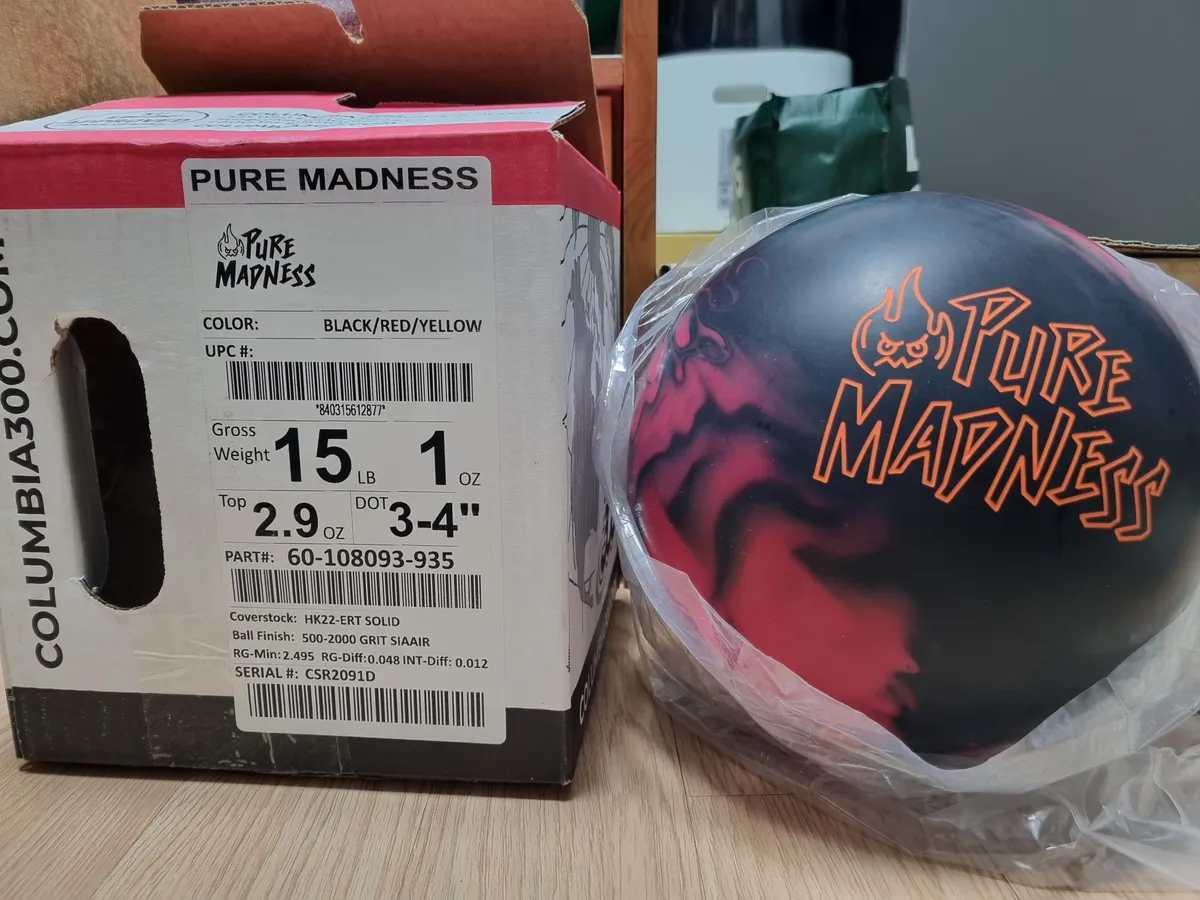 PURE MADNESS
PURE
MADNESS
COLOR: BLACK/RED/YELLOW
UPC #:
*840315612877*
Gross
Weight 15 LB 1 OZ
Top 2.9 OZ DOT 3-4"
PART#: 60-108093-935
Coverstock: HK22-ERT SOLID
Ball Finish: 500-2000 GRIT SIAAIR
RG-Min: 2.495 RG-Diff: 0.048 INT-Diff: 0.012
SERIAL #: CSR2091D
COLUMBIA300.COM
PURE
MADNESS